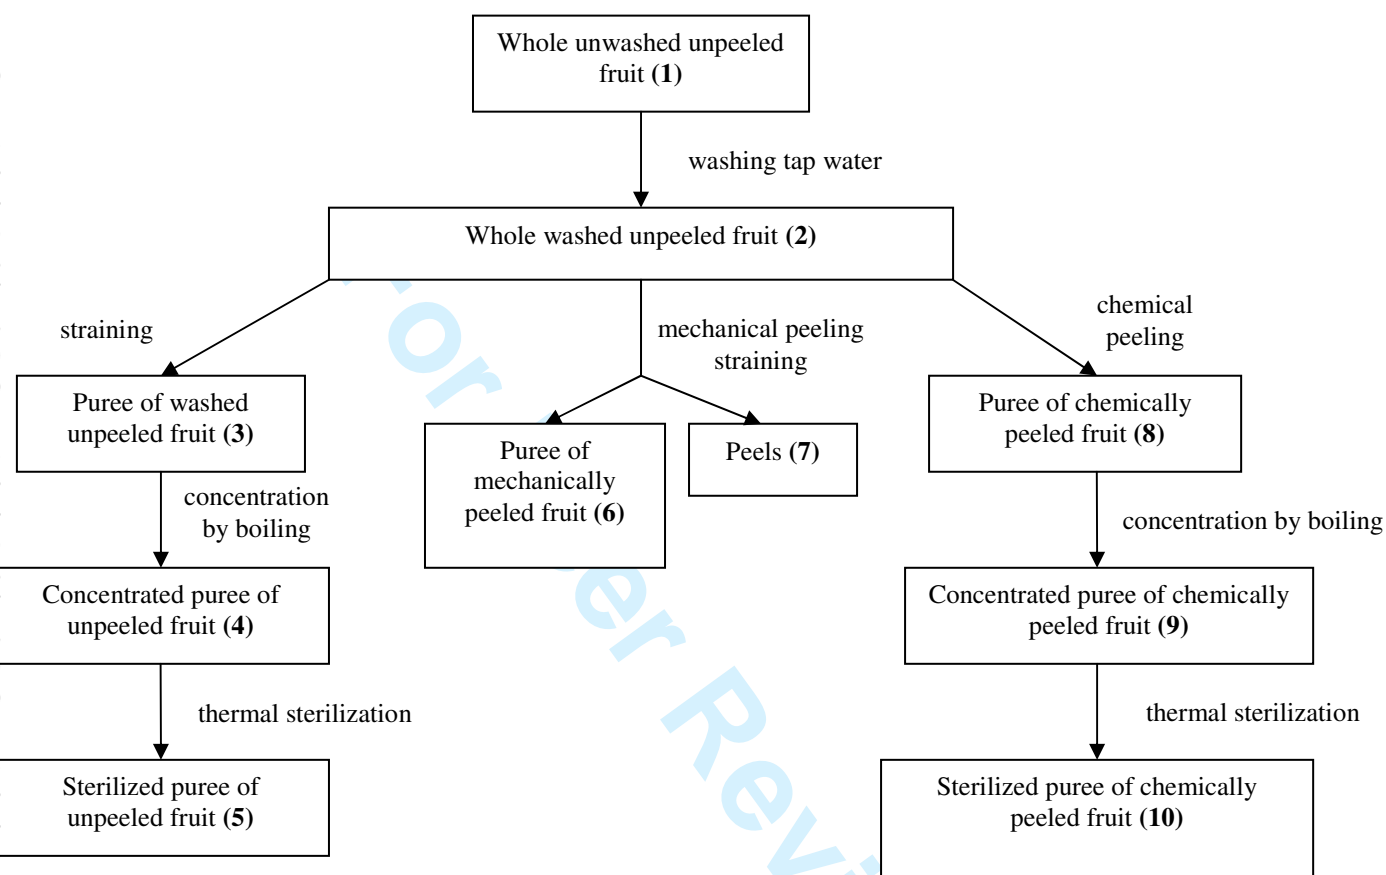 Whole unwashed unpeeled
fruit (1)
washing tap water
Whole washed unpeeled fruit (2)
straining
mechanical peeling
straining
chemical
peeling
Puree of washed
unpeeled fruit (3)
Puree of
mechanically
peeled fruit (6)
Peels (7)
Puree of chemically
peeled fruit (8)
concentration
by boiling
concentration by boiling
Concentrated puree of
unpeeled fruit (4)
Concentrated puree of chemically
peeled fruit (9)
thermal sterilization
thermal sterilization
Sterilized puree of
unpeeled fruit (5)
Sterilized puree of chemically
peeled fruit (10)